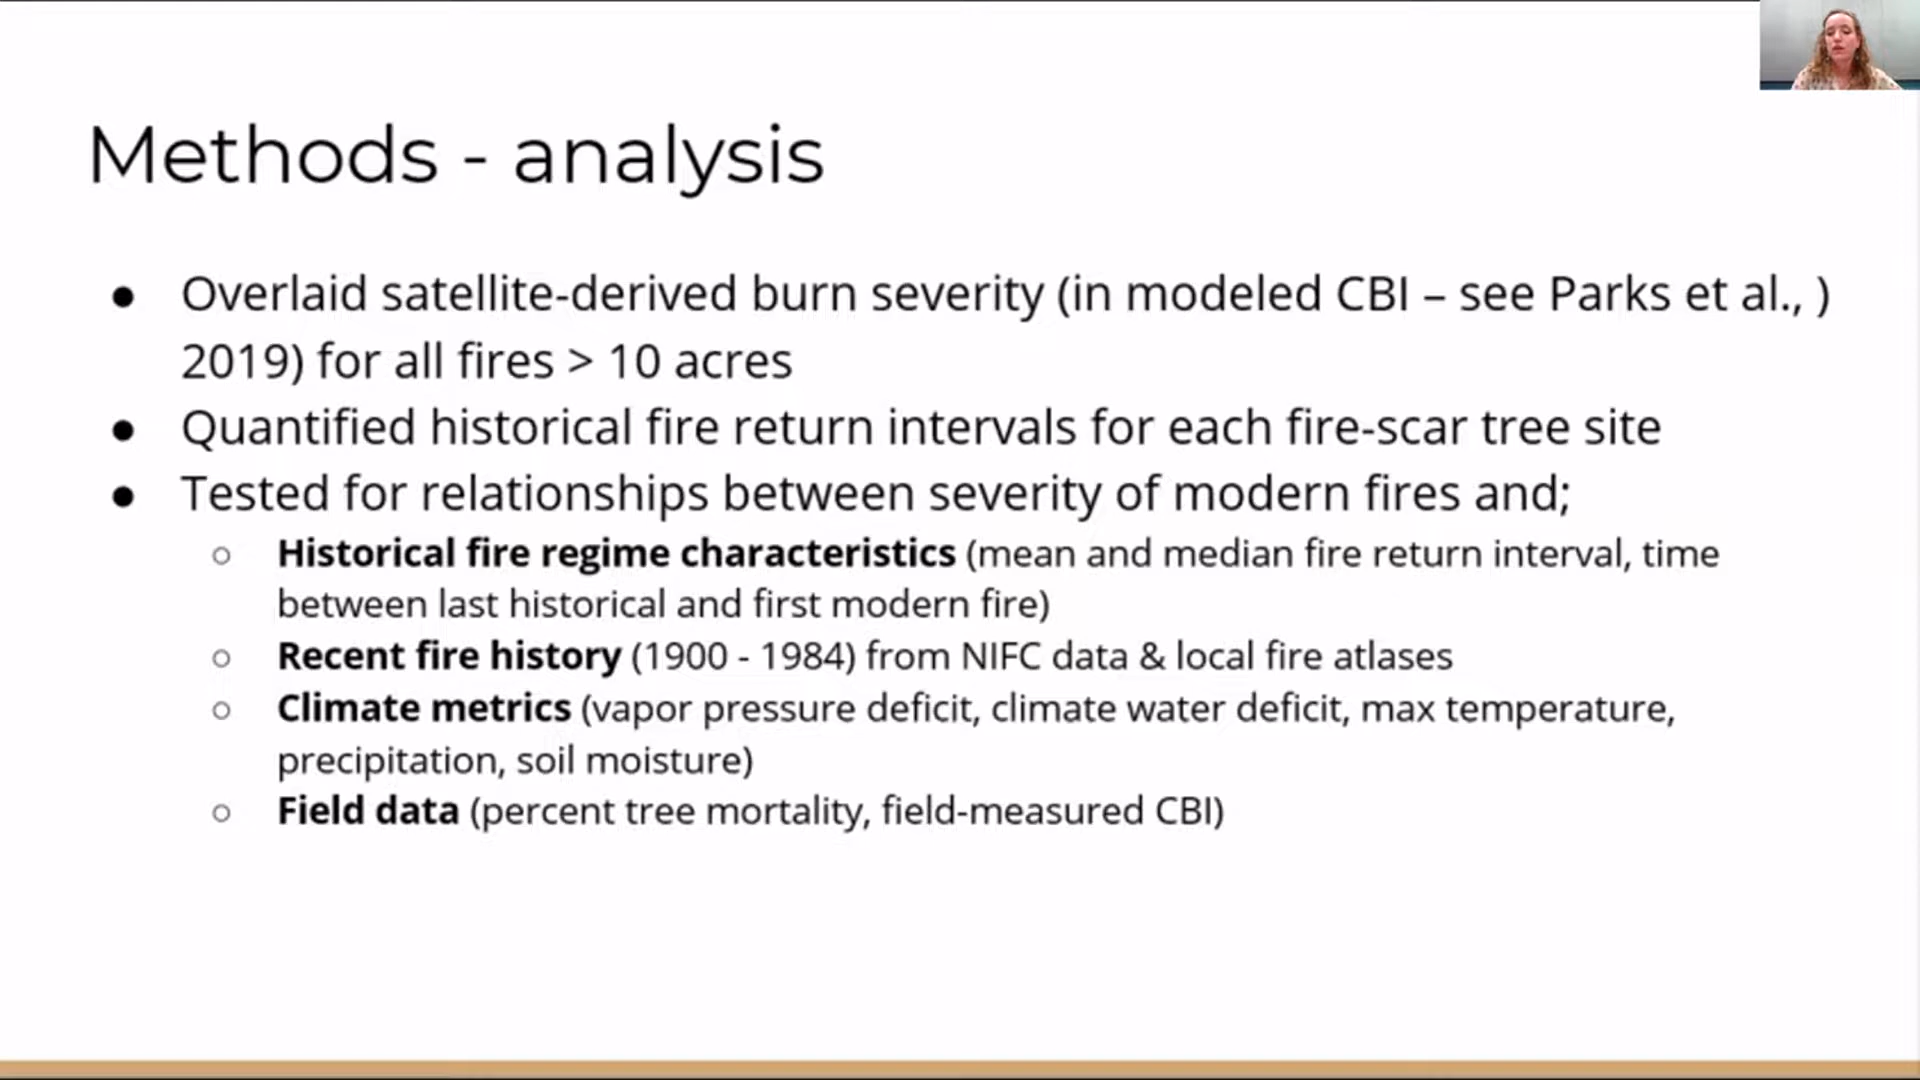 Methods - analysis
● Overlaid satellite-derived burn severity (in modeled CBI – see Parks et al., )
2019) for all fires > 10 acres
● Quantified historical fire return intervals for each fire-scar tree site
● Tested for relationships between severity of modern fires and;
○ Historical fire regime characteristics (mean and median fire return interval, time
between last historical and first modern fire)
○ Recent fire history (1900 - 1984) from NIFC data & local fire atlases
○ Climate metrics (vapor pressure deficit, climate water deficit, max temperature,
precipitation, soil moisture)
○ Field data (percent tree mortality, field-measured CBI)